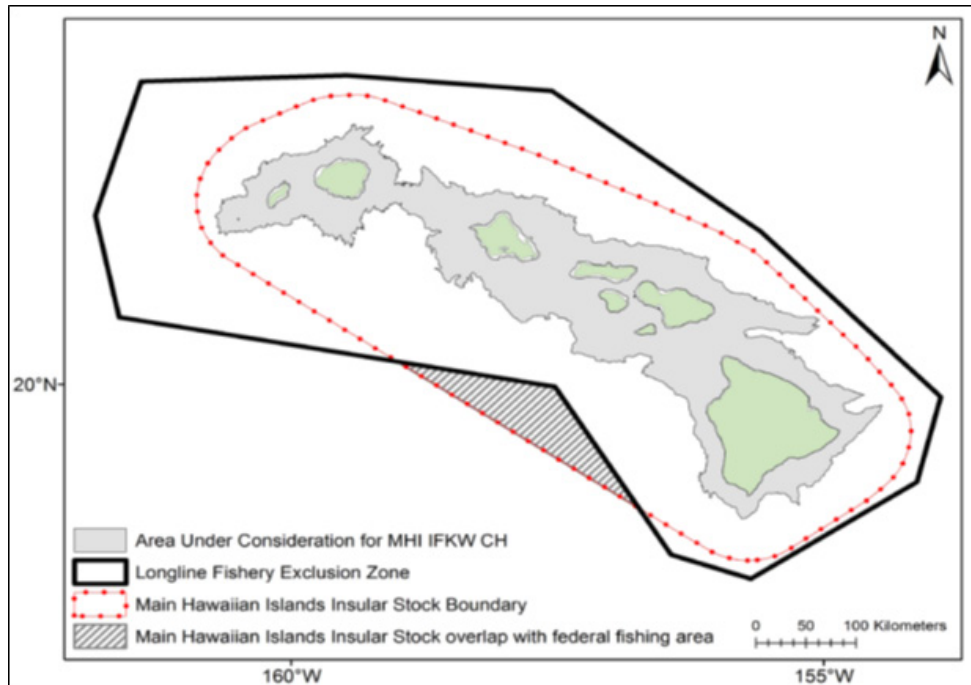 N
20°N
Area Under Consideration for MHI IFKW CH
Longline Fishery Exclusion Zone
Main Hawaiian Islands Insular Stock Boundary
Main Hawaiian Islands Insular Stock overlap with federal fishing area
0 50 100 Kilometers
160°W
155°W